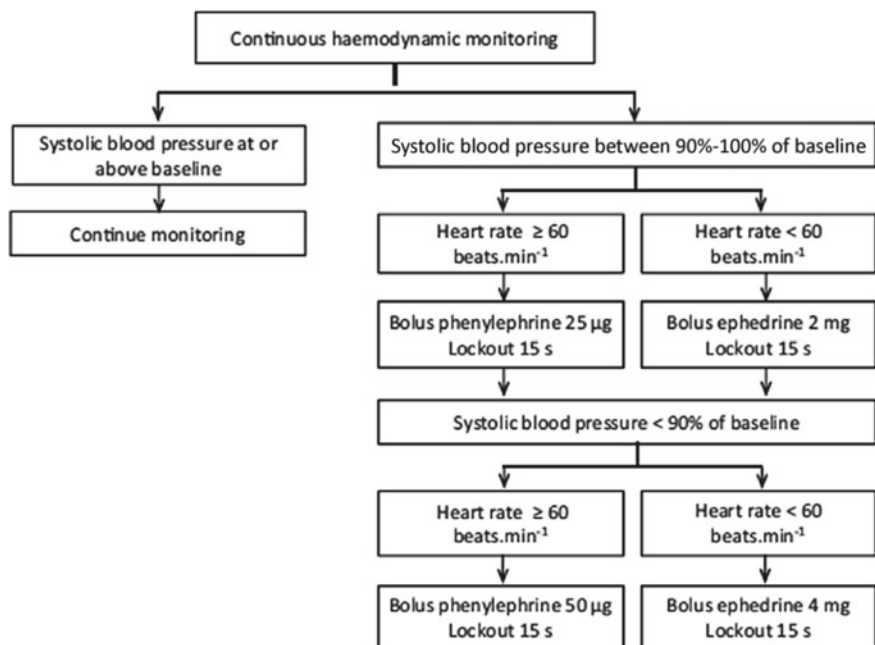 Continuous haemodynamic monitoring
Systolic blood pressure at or
above baseline
Systolic blood pressure between 90%-100% of baseline
Continue monitoring
Heart rate ≥ 60
beats.min⁻¹
Heart rate < 60
beats.min⁻¹
Bolus phenylephrine 25 µg
Lockout 15 s
Bolus ephedrine 2 mg
Lockout 15 s
Systolic blood pressure < 90% of baseline
Heart rate ≥ 60
beats.min⁻¹
Heart rate < 60
beats.min⁻¹
Bolus phenylephrine 50 µg
Lockout 15 s
Bolus ephedrine 4 mg
Lockout 15 s